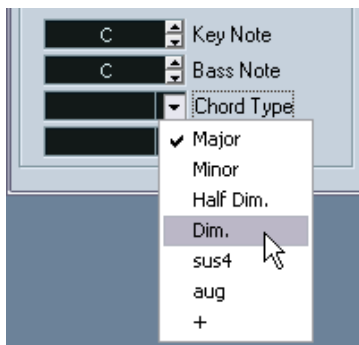 C Key Note
C Bass Note
Chord Type
Major
Minor
Half Dim.
Dim.
sus4
aug
+